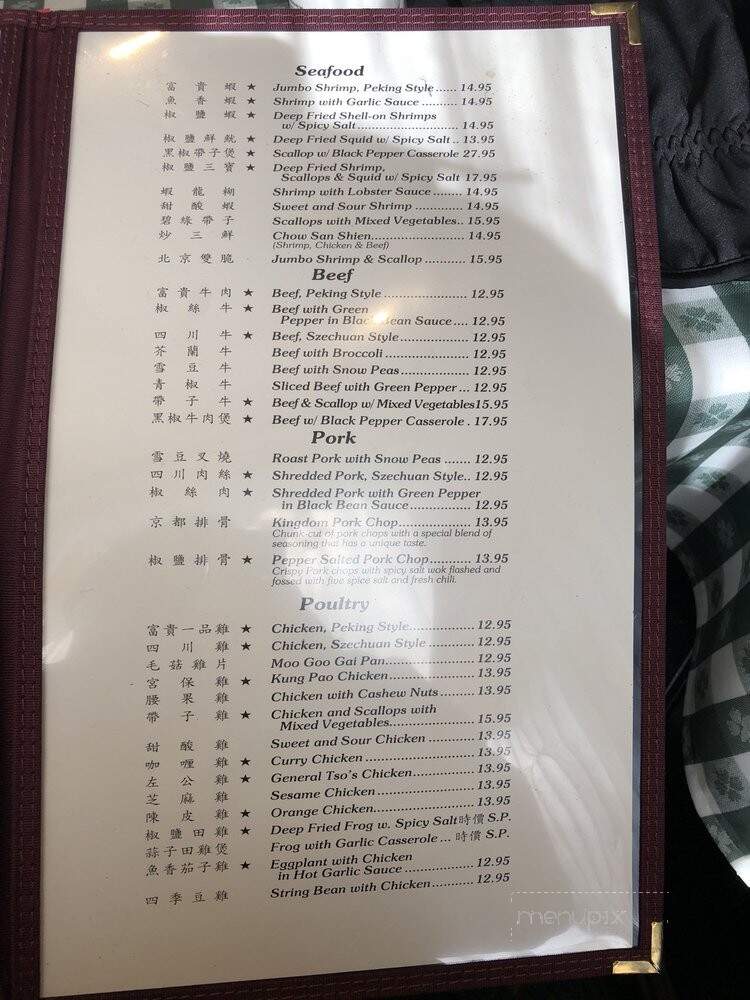 Seafood
富貴蝦 ★ Jumbo Shrimp, Peking Style ...... 14.95
魚香蝦 ★ Shrimp with Garlic Sauce .......... 14.95
椒鹽蝦 ★ Deep Fried Shell-on Shrimps
w/ Spicy Salt............................ 14.95
椒鹽鮮魷 ★ Deep Fried Squid w/ Spicy Salt .. 13.95
黑椒帶子煲 ★ Scallop w/ Black Pepper Casserole 27.95
椒鹽三寶 ★ Deep Fried Shrimp,
Scallops & Squid w/ Spicy Salt 17.95
蝦龍糊 Shrimp with Lobster Sauce ........ 14.95
甜酸蝦 Sweet and Sour Shrimp ............. 14.95
碧綠帶子 Scallops with Mixed Vegetables.. 15.95
炒三鮮 Chow San Shien.......................... 14.95
(Shrimp, Chicken & Beef)
北京雙脆 Jumbo Shrimp & Scallop ........... 15.95
Beef
富貴牛肉 ★ Beef, Peking Style ....................... 12.95
椒絲牛 ★ Beef with Green
Pepper in Black Bean Sauce.... 12.95
四川牛 ★ Beef, Szechuan Style................... 12.95
芥蘭牛 Beef with Broccoli ....................... 12.95
雪豆牛 Beef with Snow Peas................... 12.95
青椒牛 Sliced Beef with Green Pepper ... 12.95
帶子牛 ★ Beef & Scallop w/ Mixed Vegetables15.95
黑椒牛肉煲 ★ Beef w/ Black Pepper Casserole . 17.95
Pork
雪豆叉燒 Roast Pork with Snow Peas ....... 12.95
四川肉絲 ★ Shredded Pork, Szechuan Style.. 12.95
椒絲肉 ★ Shredded Pork with Green Pepper
in Black Bean Sauce................ 12.95
京都排骨 Kingdom Pork Chop.................... 13.95
Chunk-cut of pork chops with a special blend of
seasoning that has a unique taste.
椒鹽排骨 ★ Pepper Salted Pork Chop............ 13.95
Crispy Pork chops with spicy salt wok flashed and
fossed with five spice salt and fresh chili.
Poultry
富貴一品雞 ★ Chicken, Peking Style.................. 12.95
四川雞 ★ Chicken, Szechuan Style ............. 12.95
毛菇雞片 Moo Goo Gai Pan......................... 12.95
宮保雞 ★ Kung Pao Chicken....................... 13.95
腰果雞 Chicken with Cashew Nuts.......... 13.95
帶子雞 ★ Chicken and Scallops with
Mixed Vegetables....................... 15.95
甜酸雞 Sweet and Sour Chicken ............. 13.95
咖喱雞 ★ Curry Chicken .............................. 13.95
左公雞 ★ General Tso's Chicken................. 13.95
芝麻雞 Sesame Chicken ........................... 13.95
陳皮雞 ★ Orange Chicken............................ 13.95
椒鹽田雞 ★ Deep Fried Frog w. Spicy Salt時價 S.P.
蒜子田雞煲 Frog with Garlic Casserole ... 時價 S.P.
魚香茄子雞 ★ Eggplant with Chicken
in Hot Garlic Sauce .................. 12.95
四季豆雞 String Bean with Chicken........... 12.95
menupix